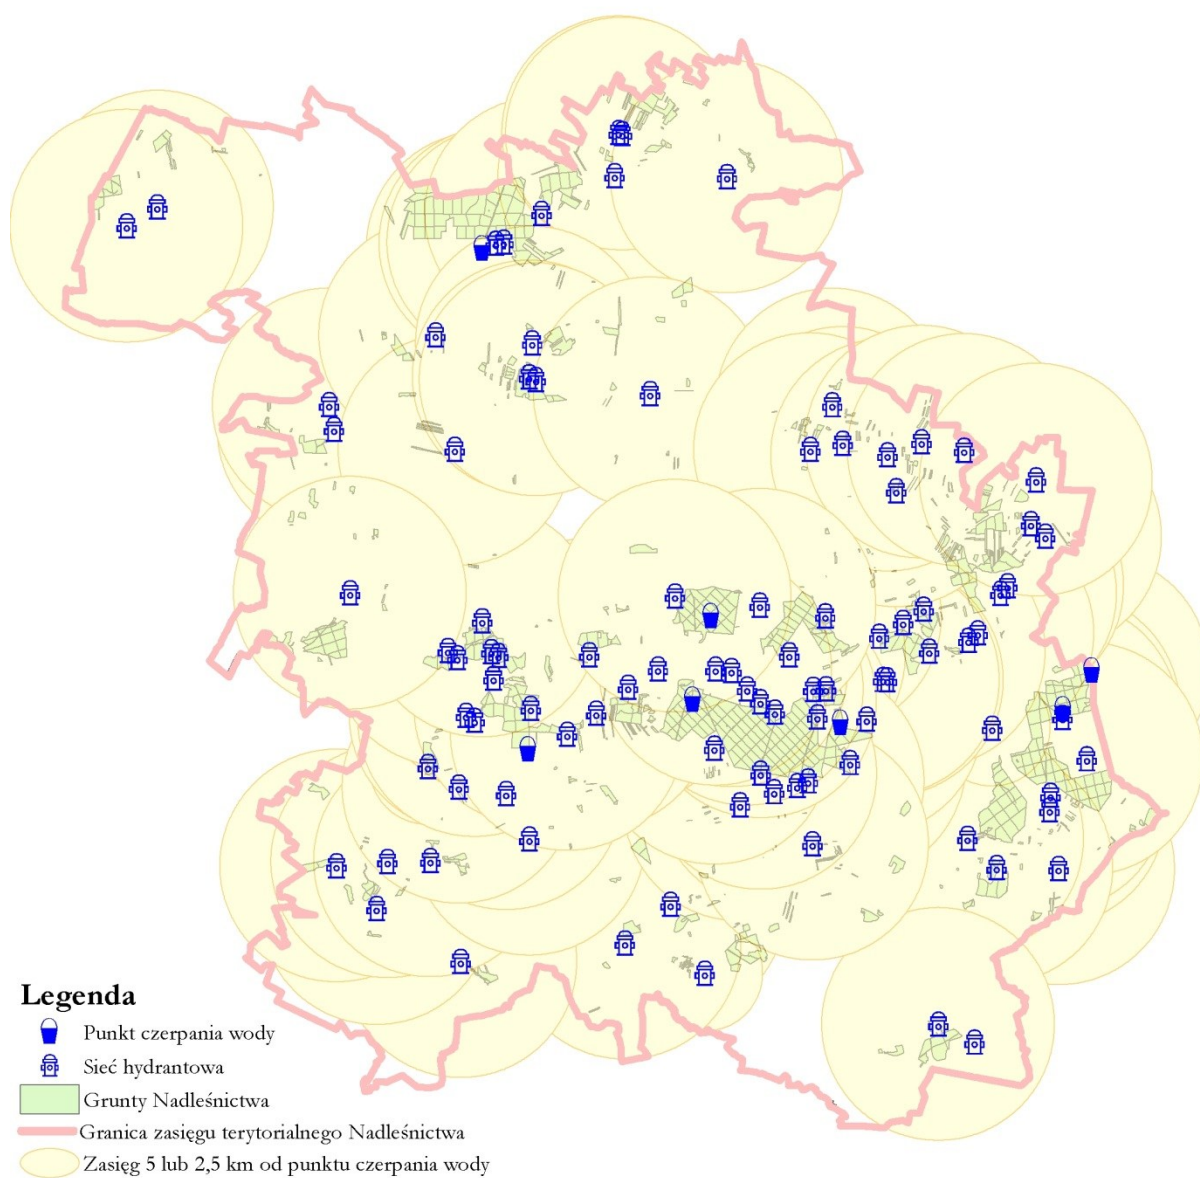 Legenda
Punkt czerpania wody
Sieć hydrantowa
Grunty Nadleśnictwa
Granica zasięgu terytorialnego Nadleśnictwa
Zasięg 5 lub 2,5 km od punktu czerpania wody